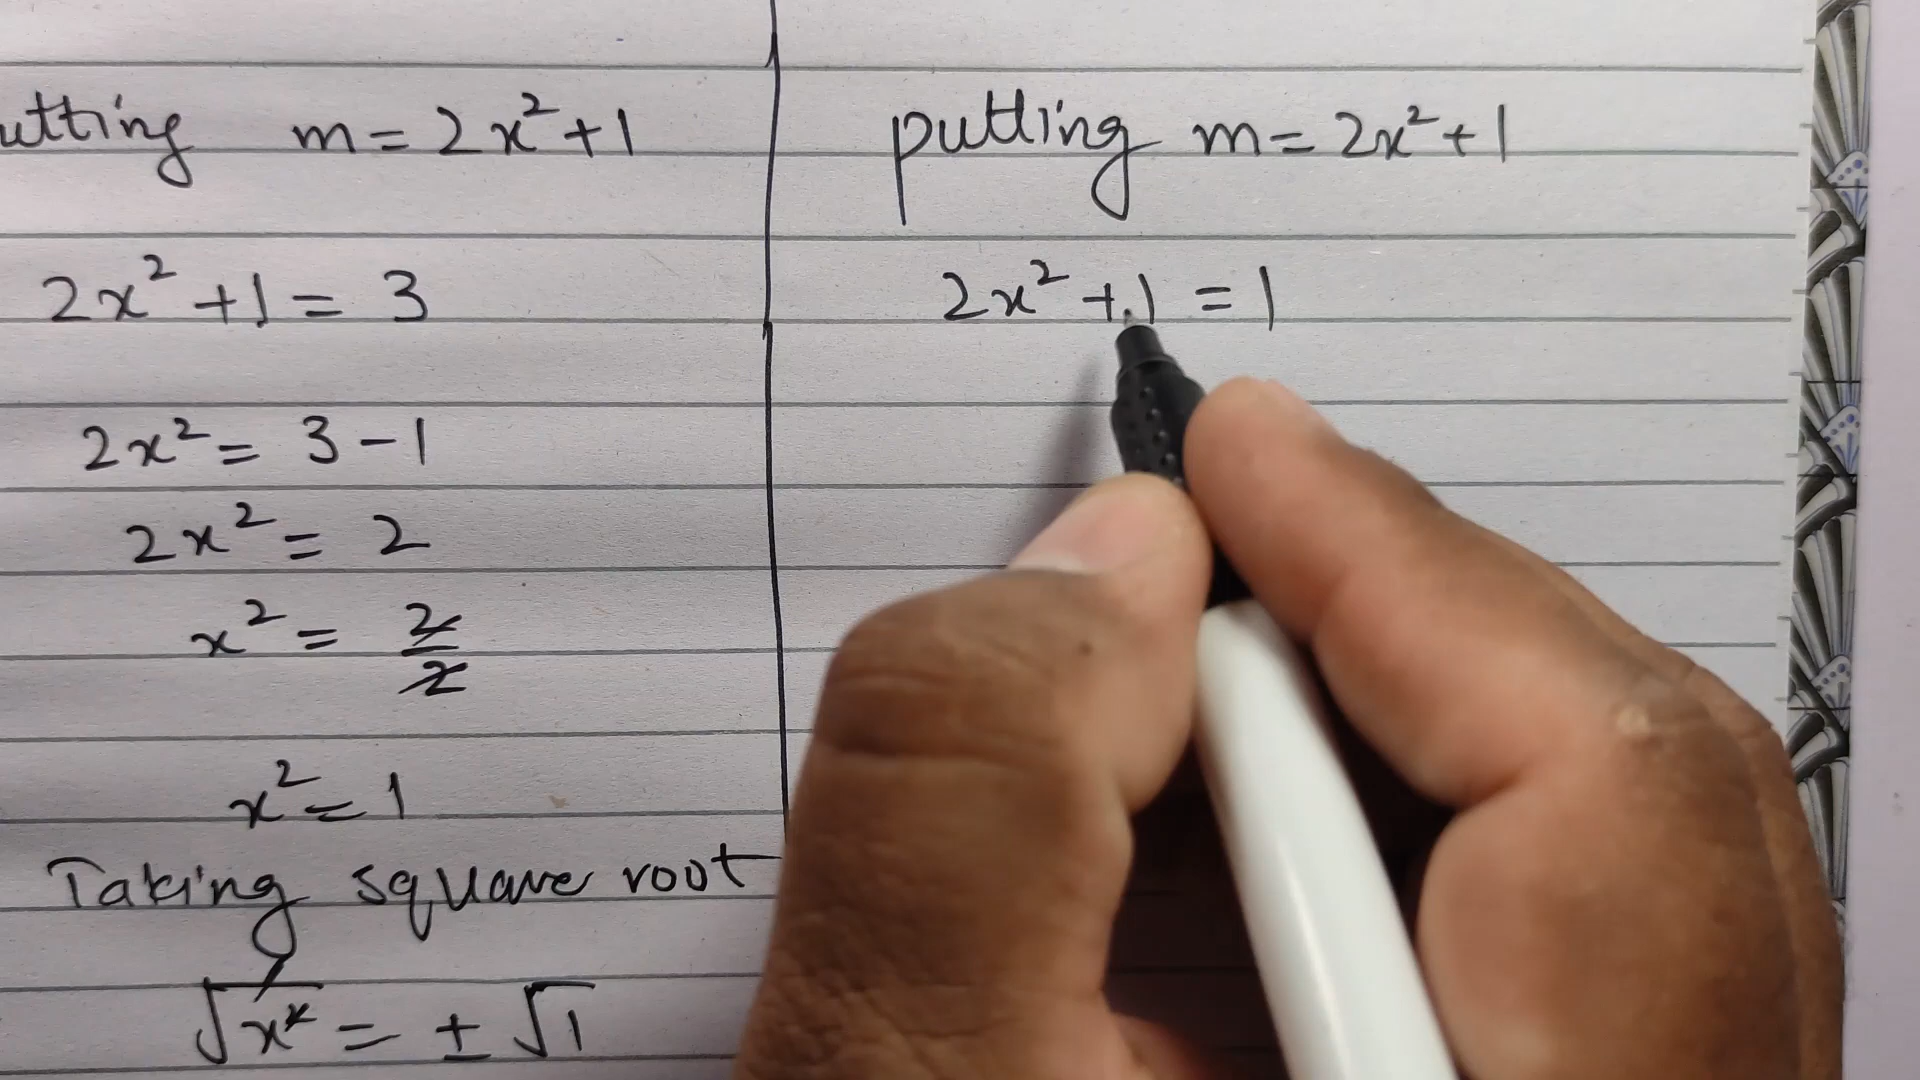 utting m = 2x² + 1
2x² + 1 = 3
2x² = 3 - 1
2x² = 2
x² = 2/2
x² = 1
Taking square root
√x² = ± √1
putting m = 2x² + 1
2x² + 1 = 1